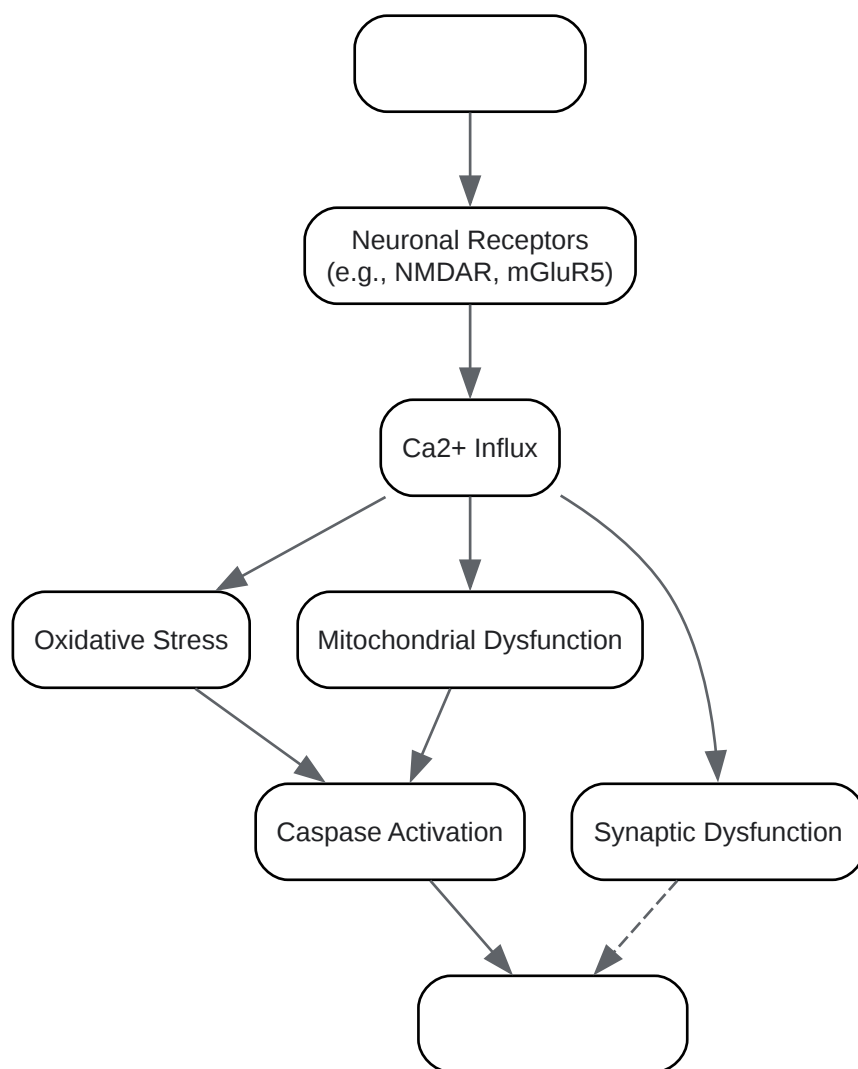 Neuronal Receptors
(e.g., NMDAR, mGluR5)
Ca2+ Influx
Oxidative Stress
Mitochondrial Dysfunction
Caspase Activation
Synaptic Dysfunction